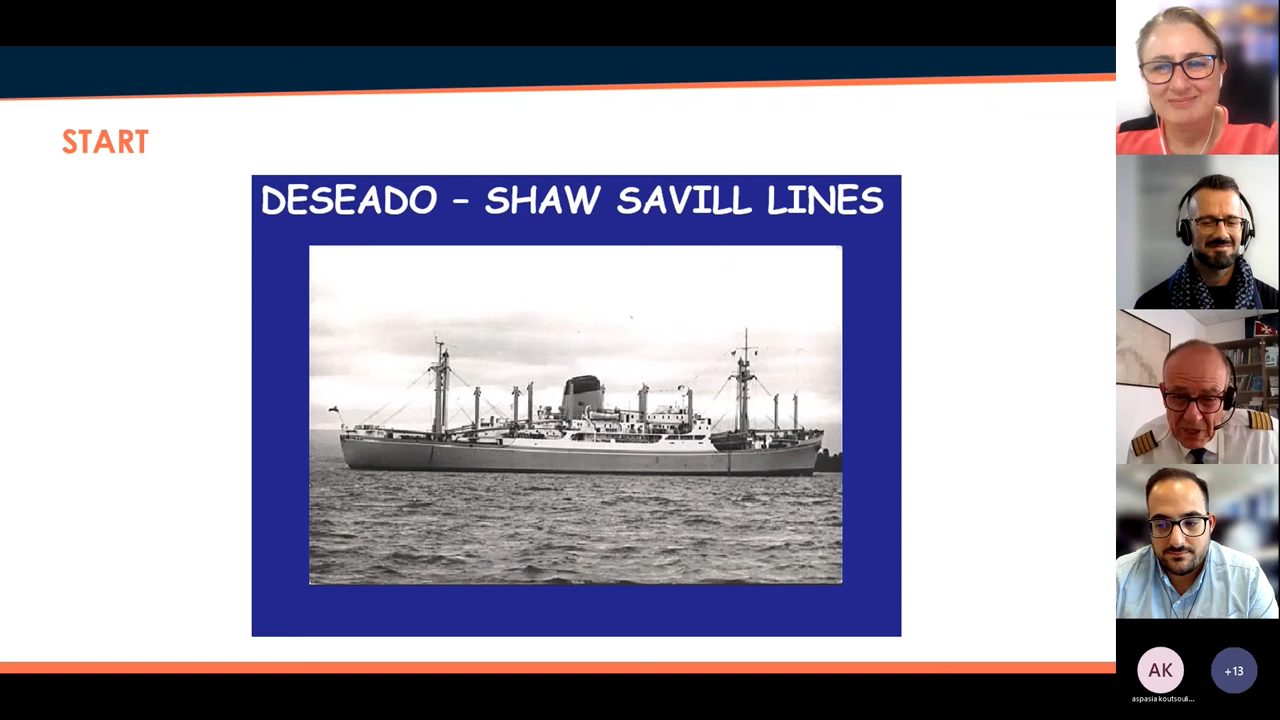 START
DESEADO – SHAW SAVILL LINES
AK
+13
aspasia koutsouli...